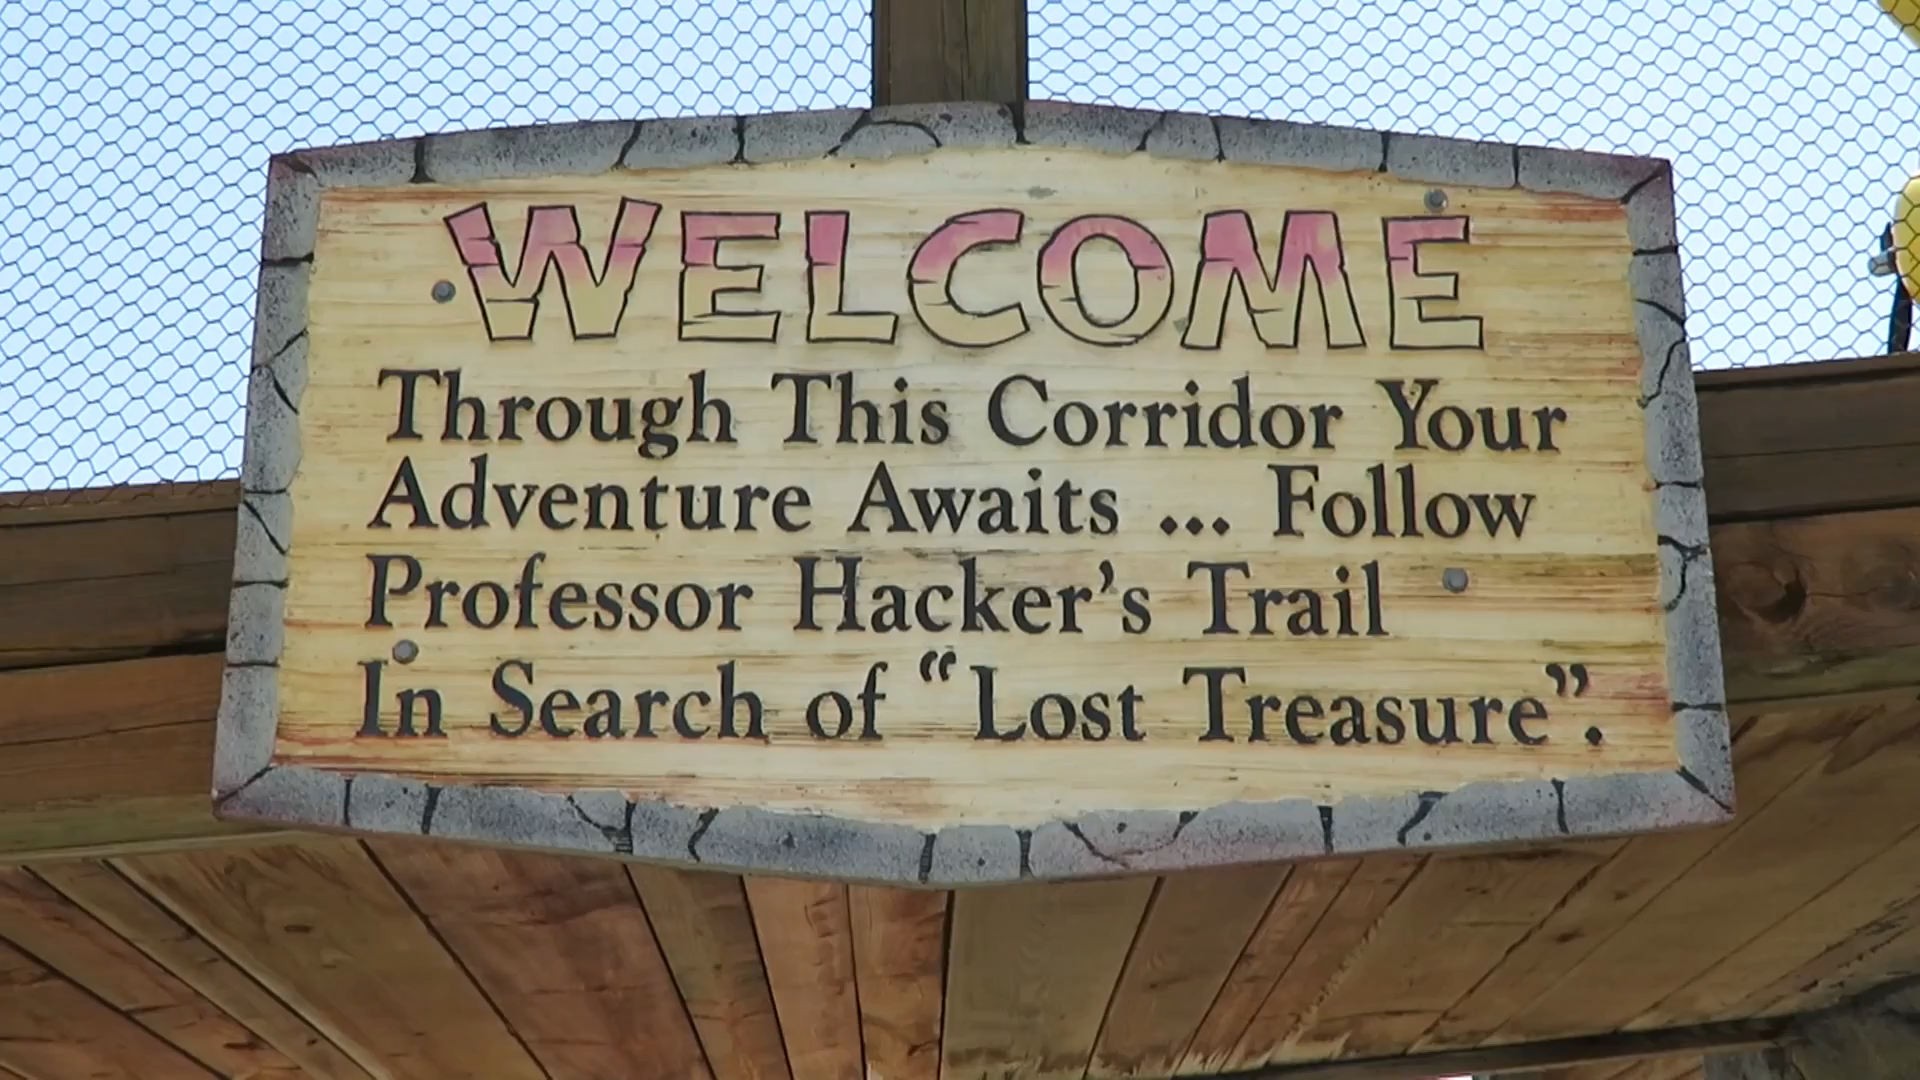 WELCOME
Through This Corridor Your
Adventure Awaits ... Follow
Professor Hacker's Trail
In Search of “Lost Treasure”.